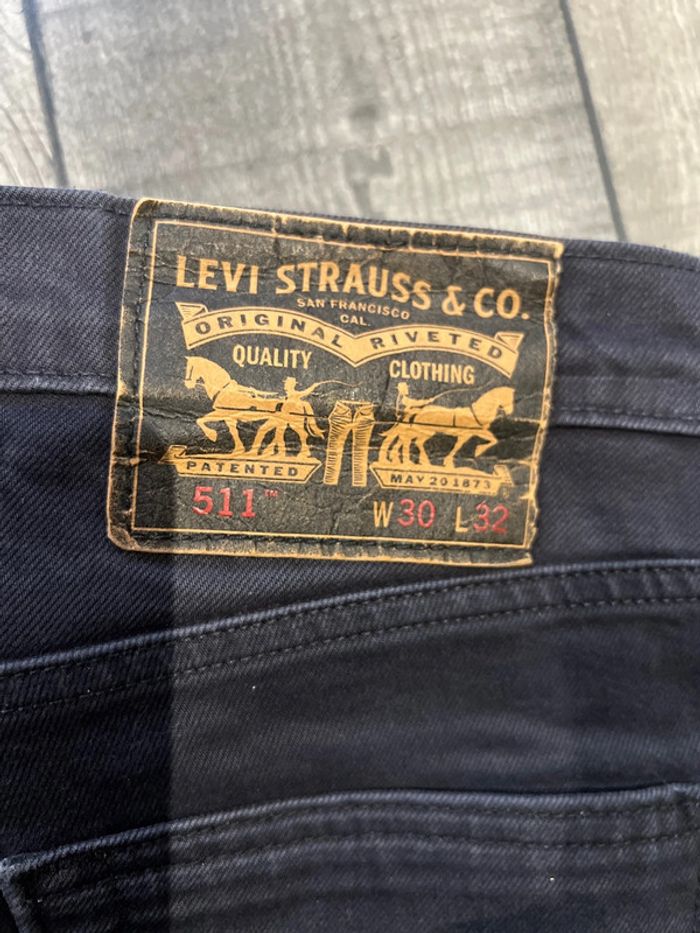 LEVI STRAUSS & CO.
SAN FRANCISCO
CAL.
ORIGINAL RIVETED
QUALITY CLOTHING
PATENTED MAY 20 1873
511™ W30 L32